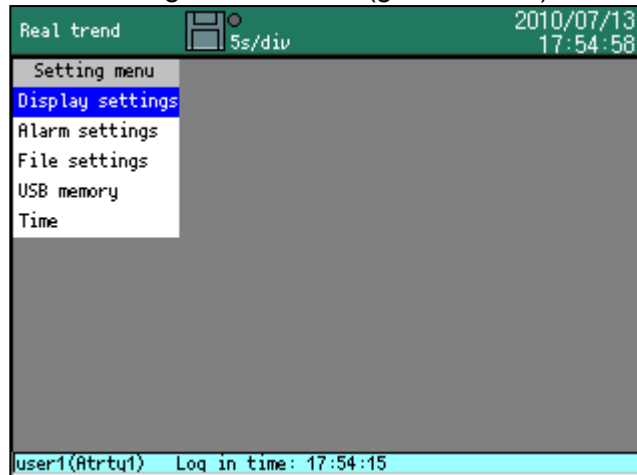 Real trend
5s/div
2010/07/13
17:54:58
Setting menu
Display settings
Alarm settings
File settings
USB memory
Time
user1(Atrty1) Log in time: 17:54:15